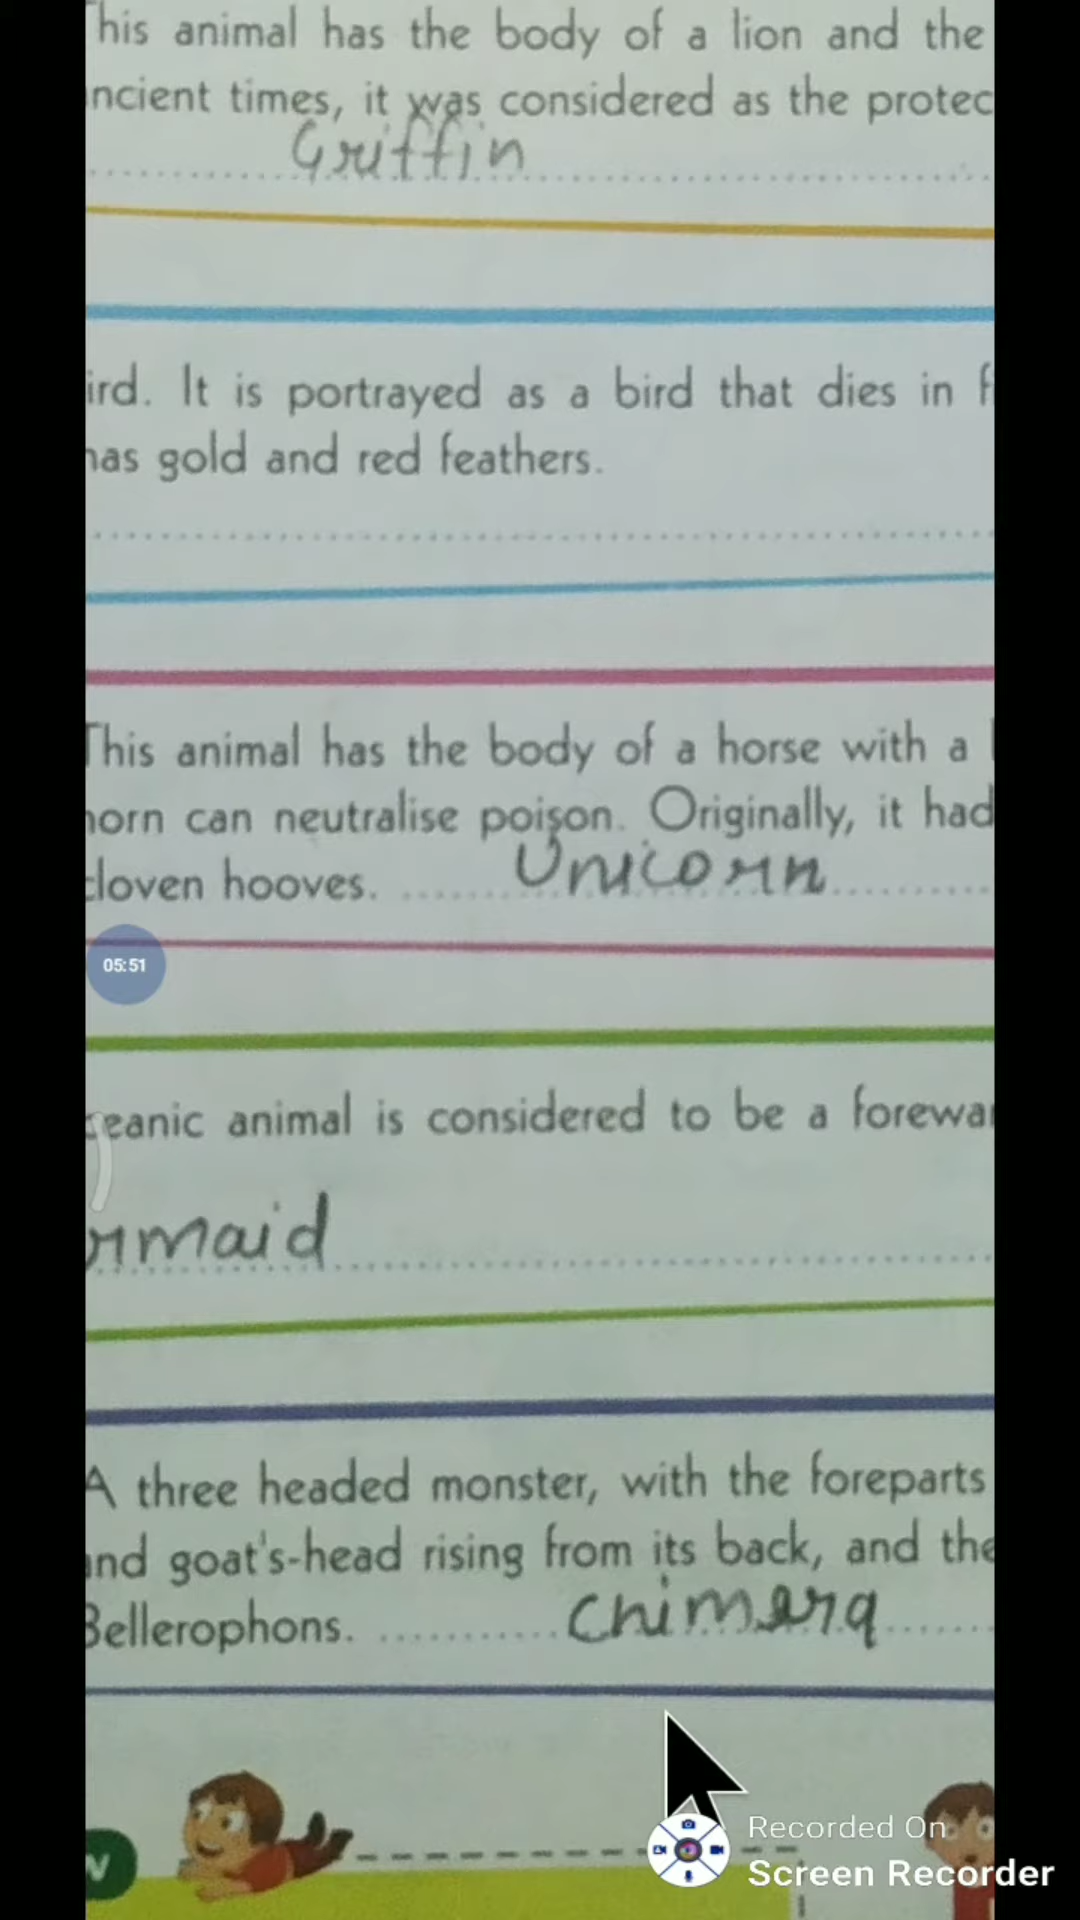 This animal has the body of a lion and the
ncient times, it was considered as the protec
Griffin
ird. It is portrayed as a bird that dies in f
has gold and red feathers.
This animal has the body of a horse with a
horn can neutralise poison. Originally, it had
cloven hooves. Unicorn
05:51
ceanic animal is considered to be a forewar
rmaid
A three headed monster, with the foreparts
and goat's-head rising from its back, and the
Bellerophons. Chimera
Recorded On
Screen Recorder